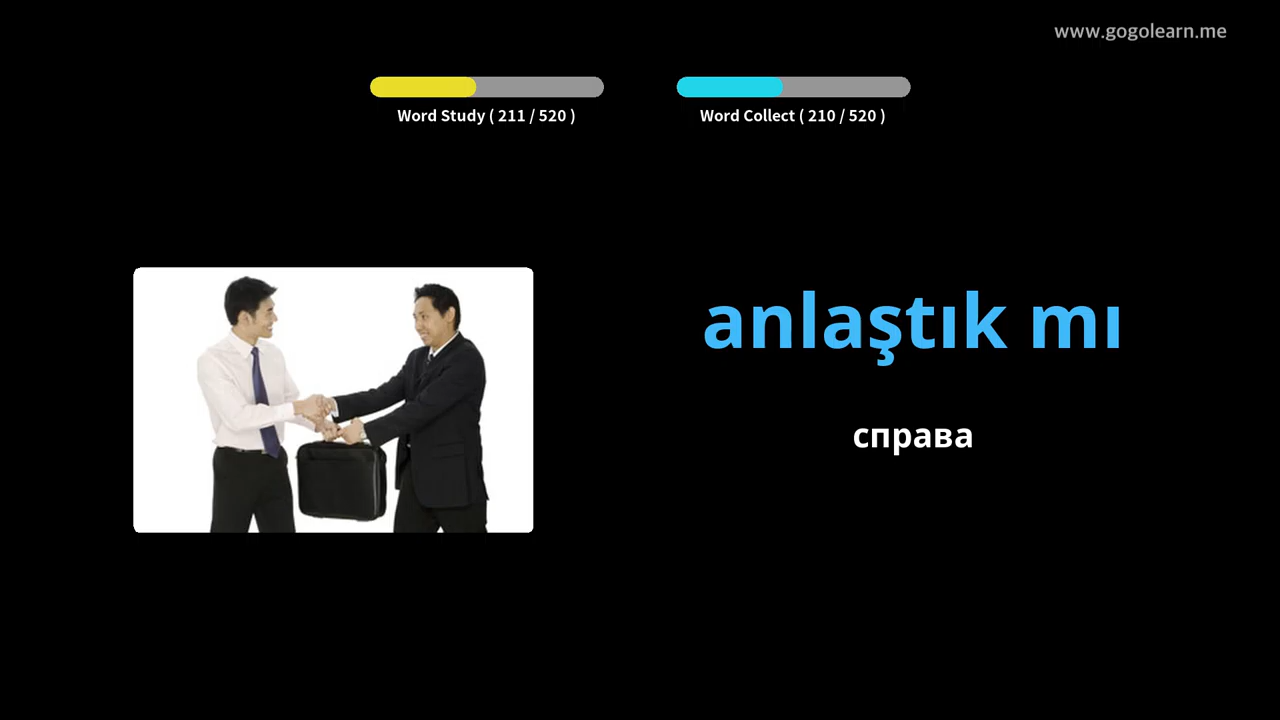 www.gogolearn.me
Word Study ( 211 / 520 )
Word Collect ( 210 / 520 )
anlaştık mı
справа